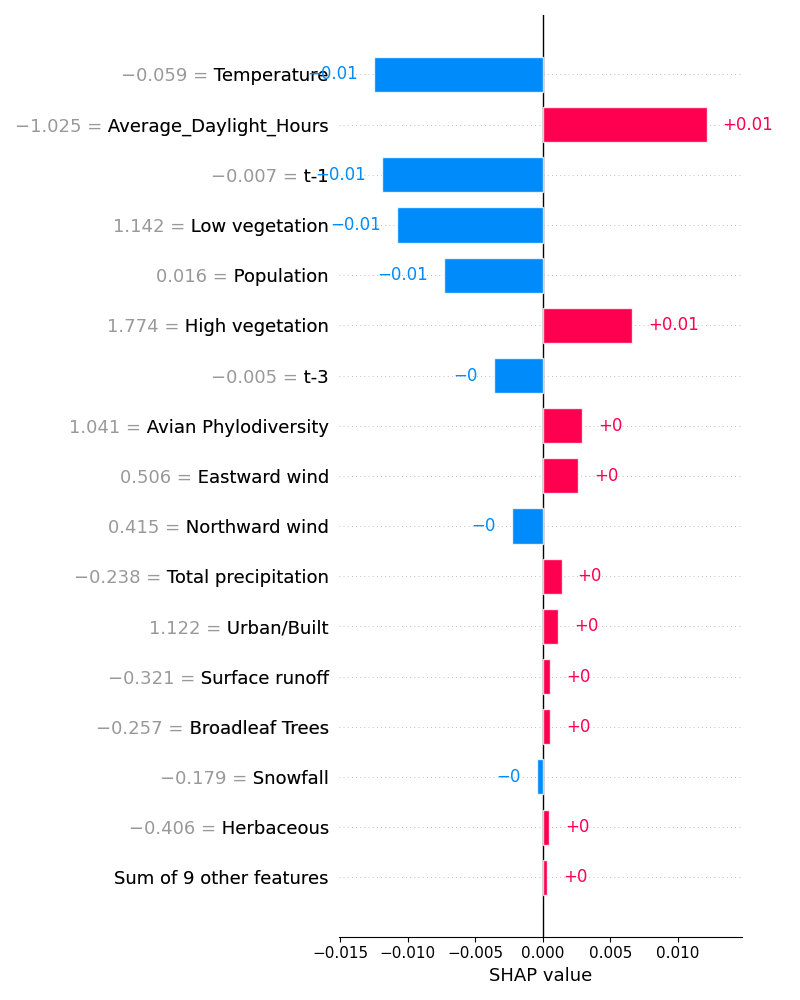 −0.059 = Temperature −0.01
−1.025 = Average_Daylight_Hours +0.01
−0.007 = t-1 −0.01
1.142 = Low vegetation −0.01
0.016 = Population −0.01
1.774 = High vegetation +0.01
−0.005 = t-3 −0
1.041 = Avian Phylodiversity +0
0.506 = Eastward wind +0
0.415 = Northward wind −0
−0.238 = Total precipitation +0
1.122 = Urban/Built +0
−0.321 = Surface runoff +0
−0.257 = Broadleaf Trees +0
−0.179 = Snowfall −0
−0.406 = Herbaceous +0
Sum of 9 other features +0
−0.015 −0.010 −0.005 0.000 0.005 0.010
SHAP value